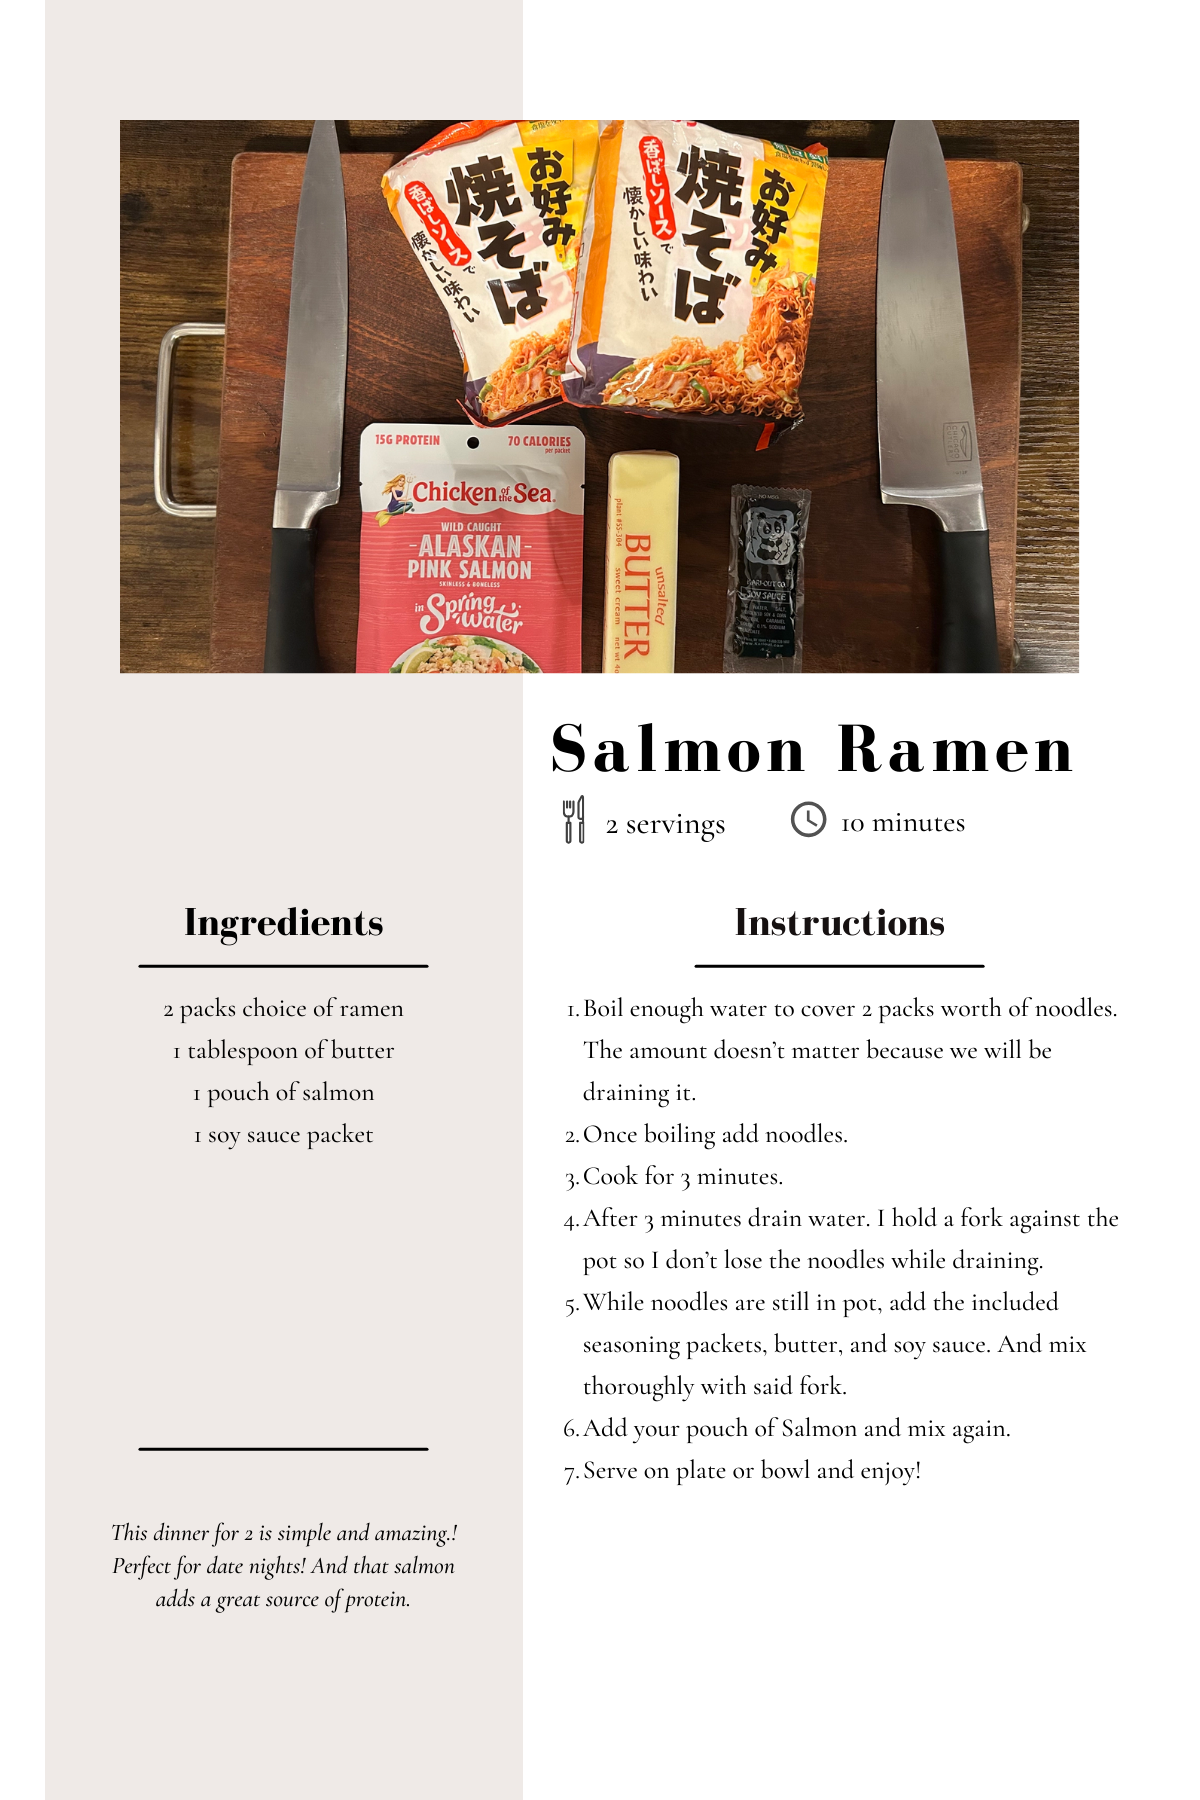 お好み
焼そば
香ばしソースで
懐かしい味わい
お好み
焼そば
香ばしソースで
懐かしい味わい
15G PROTEIN
70 CALORIES
per packet
Chicken of the Sea
WILD CAUGHT
-ALASKAN-
PINK SALMON
SKINLESS & BONELESS
in Spring Water
unsalted
BUTTER
sweet cream
plant #55-304
NO MSG
KARI-OUT CO.
SOY SAUCE
CHICAGO CUTLERY
Salmon Ramen
2 servings
10 minutes
Ingredients
2 packs choice of ramen
1 tablespoon of butter
1 pouch of salmon
1 soy sauce packet
This dinner for 2 is simple and amazing.!
Perfect for date nights! And that salmon
adds a great source of protein.
Instructions
1. Boil enough water to cover 2 packs worth of noodles.
The amount doesn’t matter because we will be
draining it.
2. Once boiling add noodles.
3. Cook for 3 minutes.
4. After 3 minutes drain water. I hold a fork against the
pot so I don’t lose the noodles while draining.
5. While noodles are still in pot, add the included
seasoning packets, butter, and soy sauce. And mix
thoroughly with said fork.
6. Add your pouch of Salmon and mix again.
7. Serve on plate or bowl and enjoy!